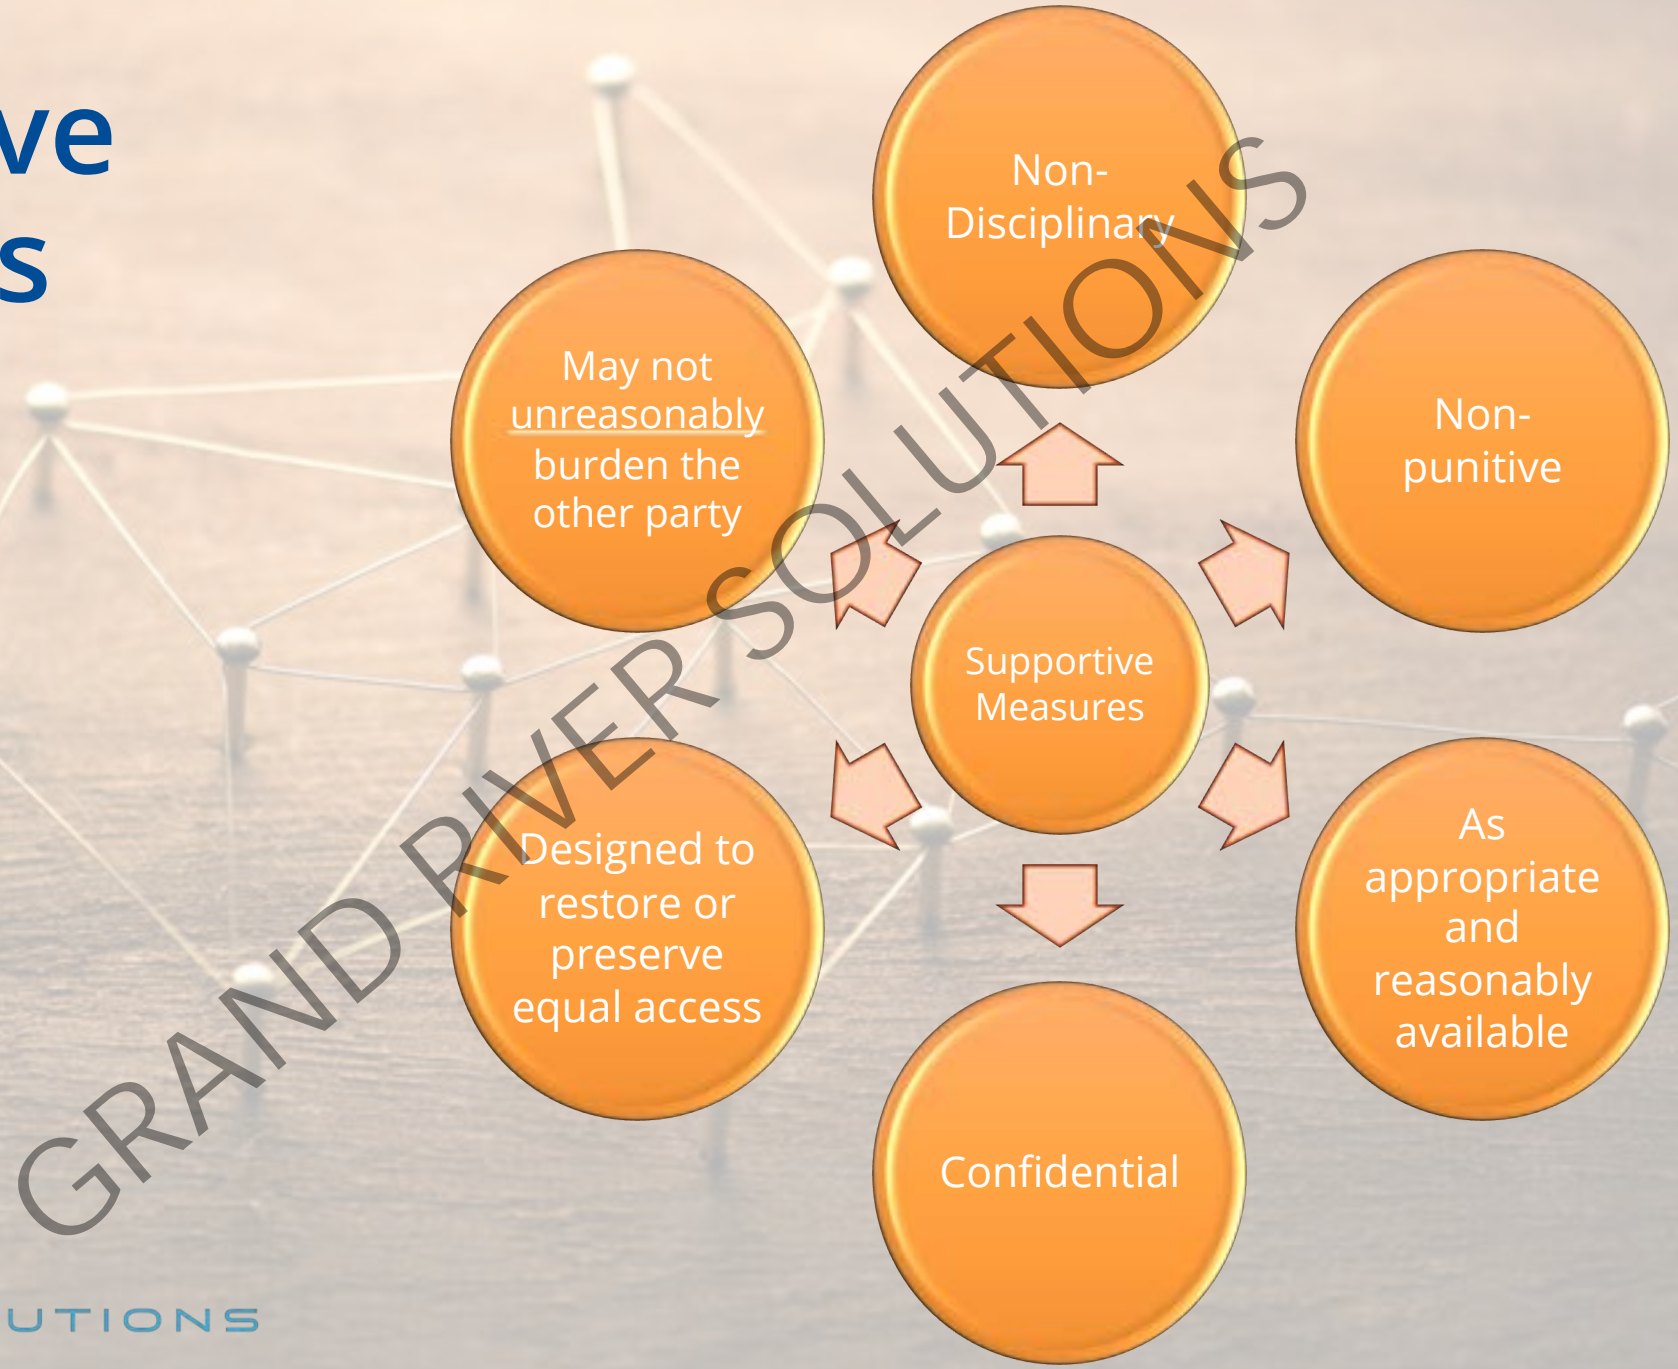 ve
s
Non-
Disciplinary
Non-
punitive
As
appropriate
and
reasonably
available
Confidential
Designed to
restore or
preserve
equal access
May not
unreasonably
burden the
other party
Supportive
Measures
GRAND RIVER SOLUTIONS
UTIONS